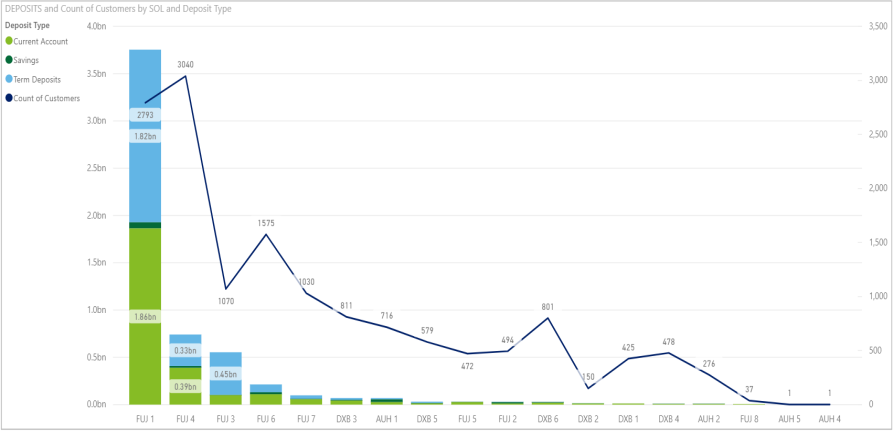 DEPOSITS and Count of Customers by SOL and Deposit Type
Deposit Type
Current Account
Savings
Term Deposits
Count of Customers
4.0bn
3.5bn
3.0bn
2.5bn
2.0bn
1.5bn
1.0bn
0.5bn
0.0bn
3,500
3,000
2,500
2,000
1,500
1,000
500
0
2793
1.82bn
1.86bn
3040
0.33bn
0.39bn
1070
0.45bn
1575
1030
811
716
579
472
494
801
150
425
478
276
37
1
1
FUJ 1 FUJ 4 FUJ 3 FUJ 6 FUJ 7 DXB 3 AUH 1 DXB 5 FUJ 5 FUJ 2 DXB 6 DXB 2 DXB 1 DXB 4 AUH 2 FUJ 8 AUH 5 AUH 4